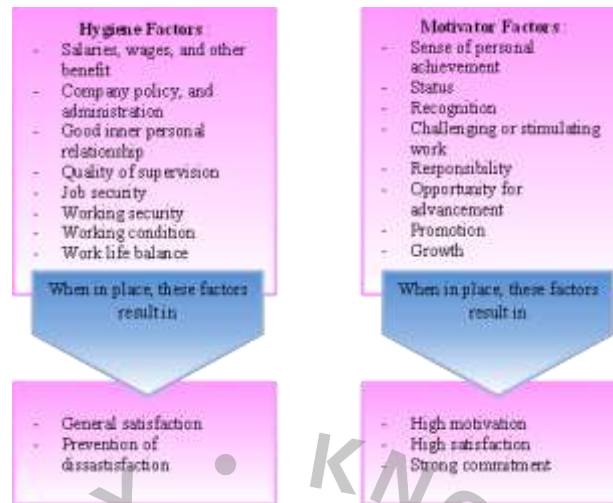 Hygiene Factors
- Salaries, wages, and other
benefit
- Company policy, and
administration
- Good inner personal
relationship
- Quality of supervision
- Job security
- Working security
- Working condition
- Work life balance
When in place, these factors
result in
- General satisfaction
- Prevention of
dissastisfaction
Motivator Factors
- Sense of personal
achievement
- Status
- Recognition
- Challenging or stimulating
work
- Responsibility
- Opportunity for
advancement
- Promotion
- Growth
When in place, these factors
result in
- High motivation
- High satisfaction
- Strong commitment